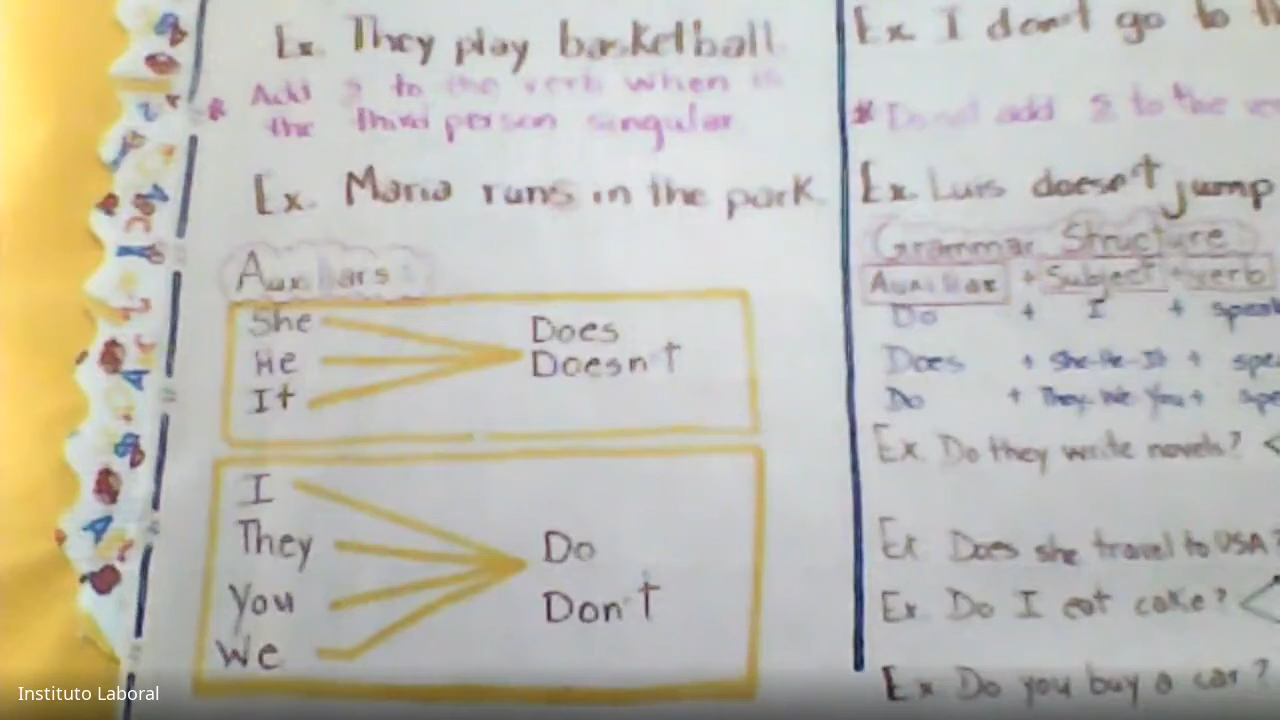 Ex. They play basketball
* Add s to the verb when is
the third person singular
Ex. Maria runs in the park.
Auxiliars:
She
He
It
Does
Doesn't
I
They
You
We
Do
Don't
Ex. I don't go to
* Do not add s to the
Ex. Luis doesn't jump
Grammar Structure
Auxiliar + Subject + verb
Do + I +
Does + She-He-It +
Do + They-We You +
Ex. Do they write novels?
Ex. Does she travel to USA?
Ex. Do I eat cake?
Ex. Do you buy a car?
Instituto Laboral